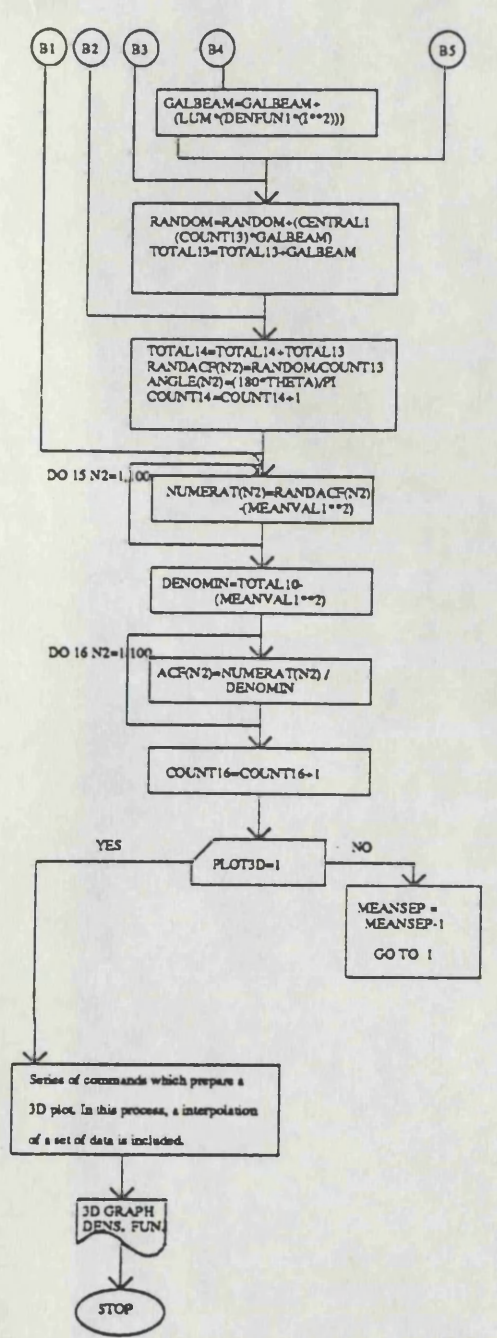 B1 B2 B3 B4 B5
GALBEAM=GALBEAM+
(LUM*(DENFUN1*(I**2)))
RANDOM=RANDOM+(CENTRAL1
(COUNT13)*GALBEAM)
TOTAL13=TOTAL13+GALBEAM
TOTAL14=TOTAL14+TOTAL13
RANDACF(N2)=RANDOM/COUNT13
ANGLE(N2)=(180*THETA)/PI
COUNT14=COUNT14+1
DO 15 N2=1,100
NUMERAT(N2)=RANDACF(N2)
-(MEANVAL1**2)
DENOMIN=TOTAL10-
(MEANVAL1**2)
DO 16 N2=1,100
ACF(N2)=NUMERAT(N2) /
DENOMIN
COUNT16=COUNT16+1
YES
PLOT3D=1
NO
MEANSEP =
MEANSEP-1
GO TO 1
Series of commands which prepare a
3D plot. In this process, a interpolation
of a set of data is included.
3D GRAPH
DENS. FUN.
STOP